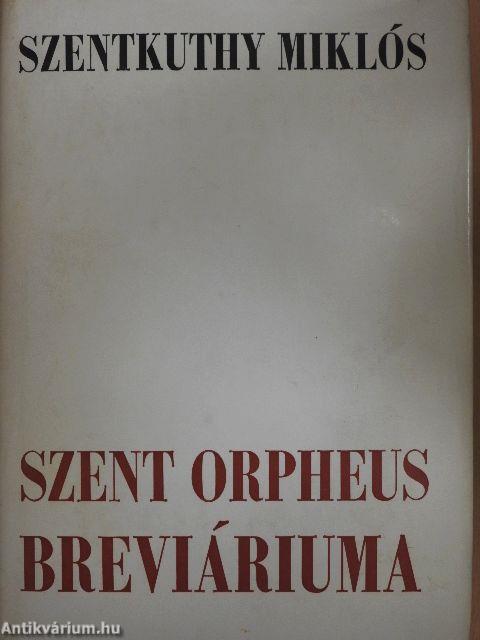 SZENTKUTHY MIKLÓS
SZENT ORPHEUS
BREVIÁRIUMA
Antikvárium.hu